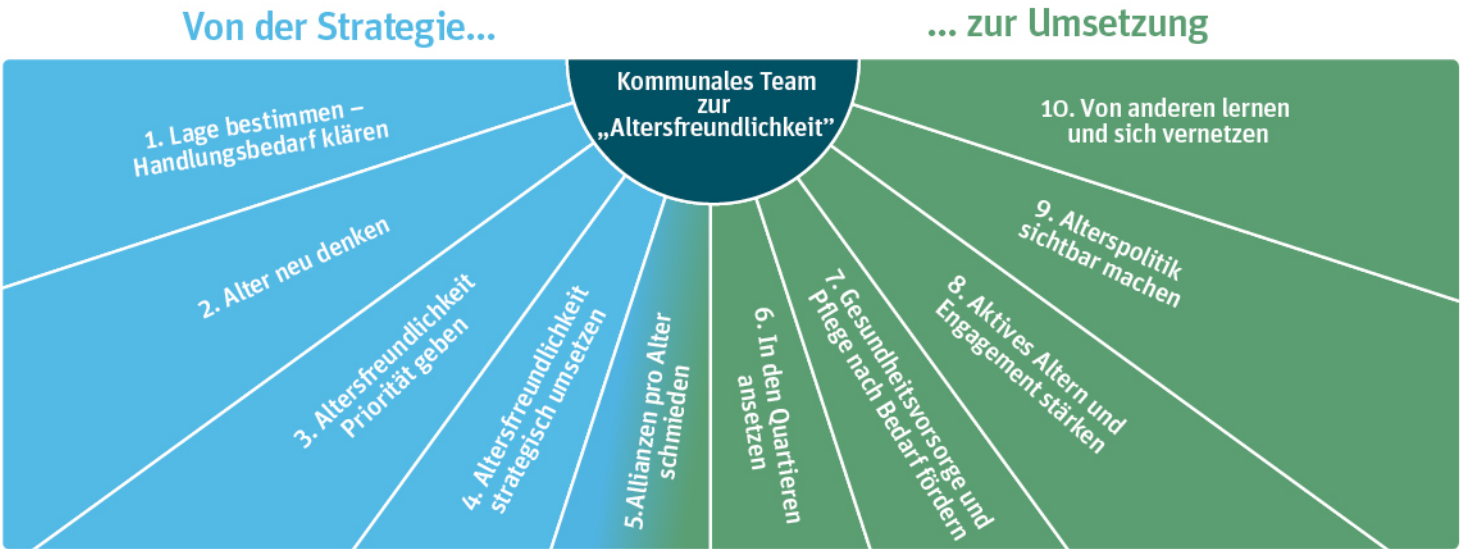 Von der Strategie...
... zur Umsetzung
Kommunales Team
zur
„Altersfreundlichkeit”
1. Lage bestimmen –
Handlungsbedarf klären
2. Alter neu denken
3. Altersfreundlichkeit
Priorität geben
4. Altersfreundlichkeit
strategisch umsetzen
5.Allianzen pro Alter
schmieden
6. In den Quartieren
ansetzen
7. Gesundheitsvorsorge und
Pflege nach Bedarf fördern
8. Aktives Altern und
Engagement stärken
9. Alterspolitik
sichtbar machen
10. Von anderen lernen
und sich vernetzen